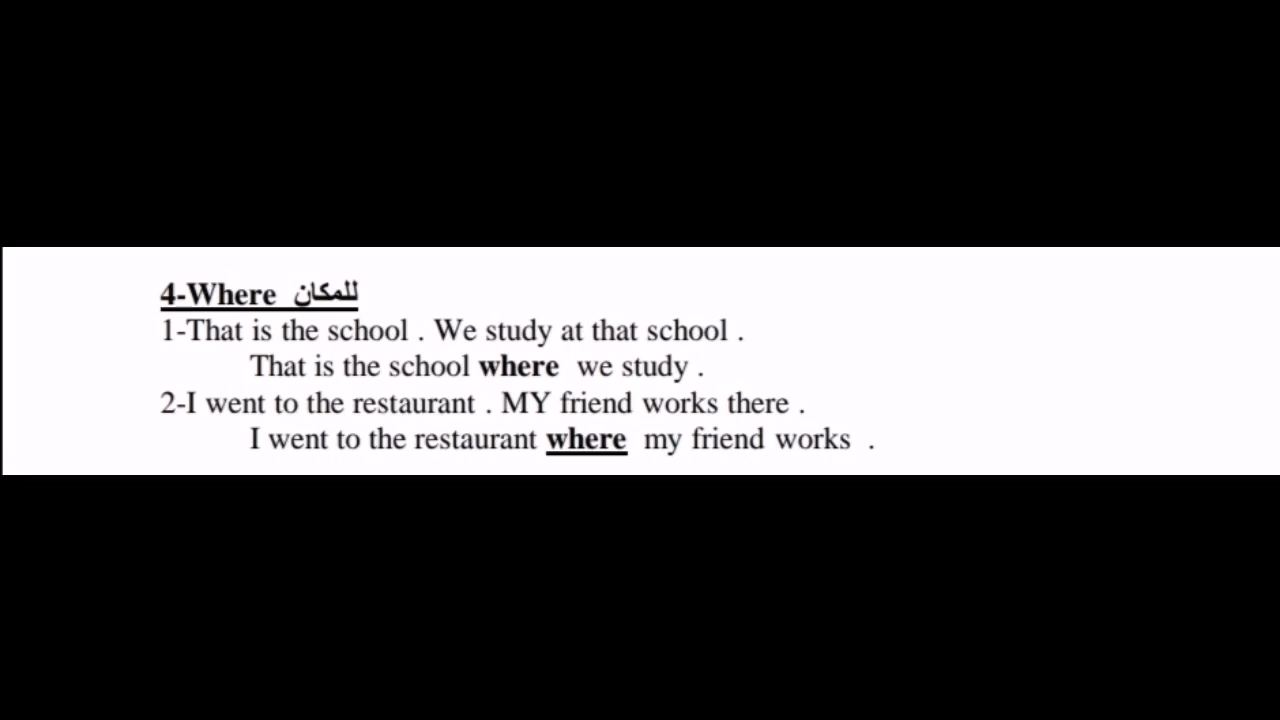 4-Where للمكان
1-That is the school . We study at that school .
That is the school where we study .
2-I went to the restaurant . MY friend works there .
I went to the restaurant where my friend works .